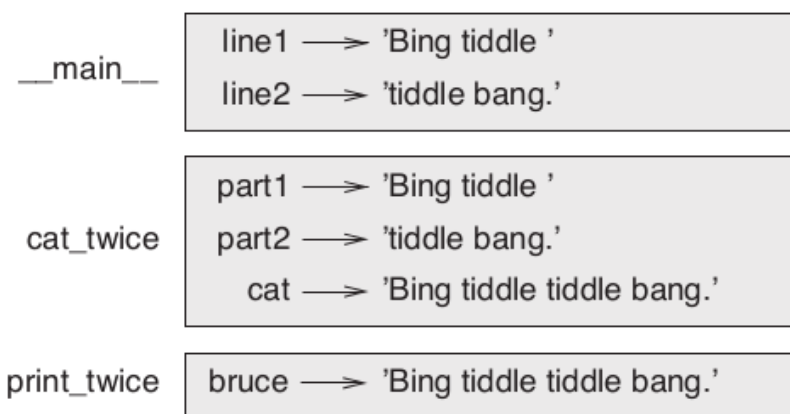 __main__
line1 ⟶ ’Bing tiddle ’
line2 ⟶ ’tiddle bang.’
cat_twice
part1 ⟶ ’Bing tiddle ’
part2 ⟶ ’tiddle bang.’
cat ⟶ ’Bing tiddle tiddle bang.’
print_twice
bruce ⟶ ’Bing tiddle tiddle bang.’